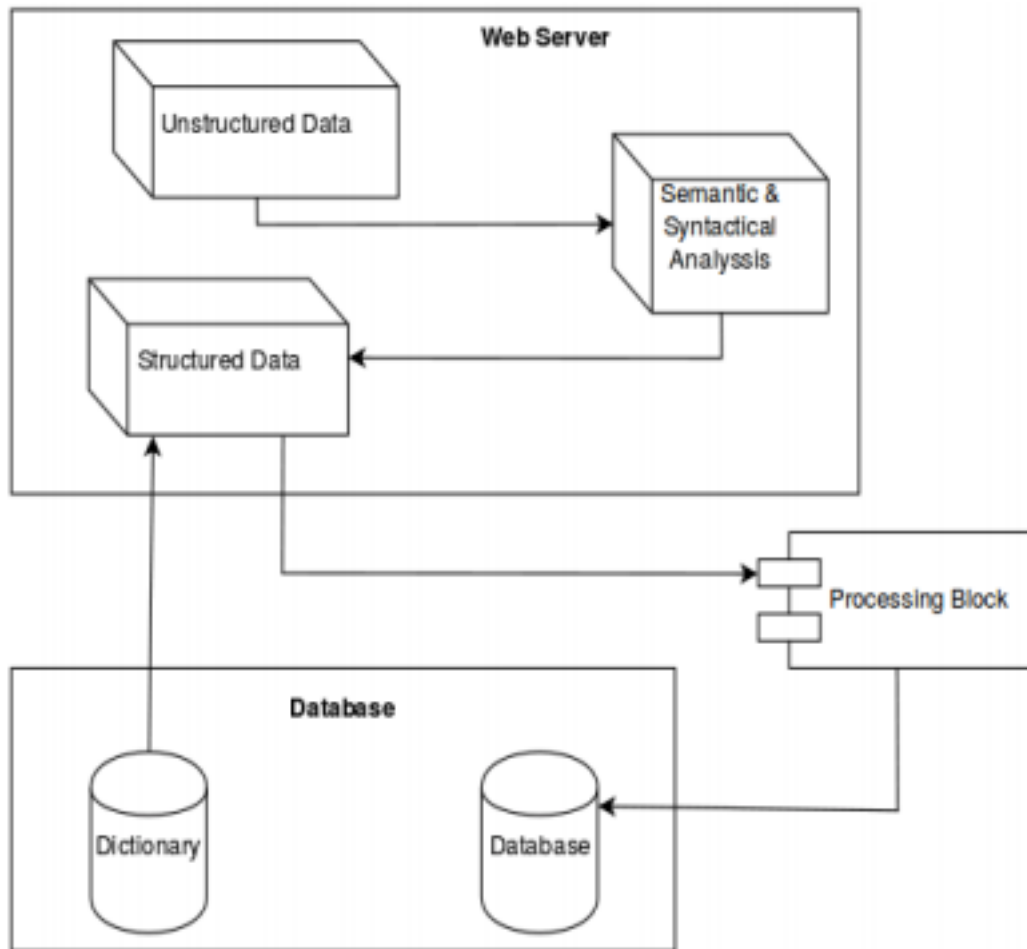 Web Server
Unstructured Data
Semantic &
Syntactical
Analyssis
Structured Data
Processing Block
Database
Dictionary
Database